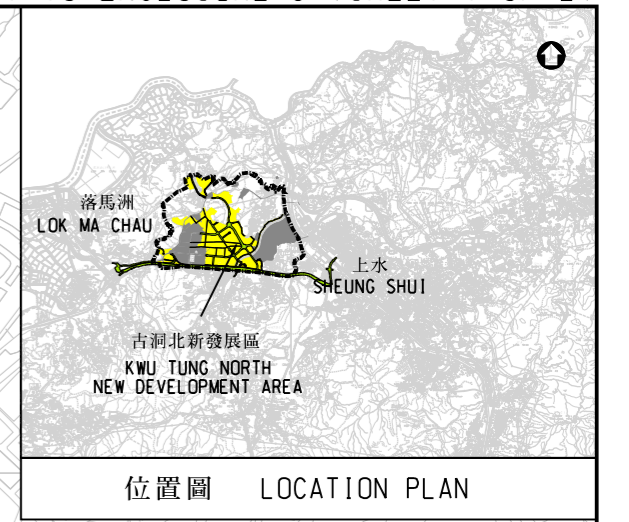 落馬洲
LOK MA CHAU
上水
SHEUNG SHUI
古洞北新發展區
KWU TUNG NORTH
NEW DEVELOPMENT AREA
位置圖 LOCATION PLAN